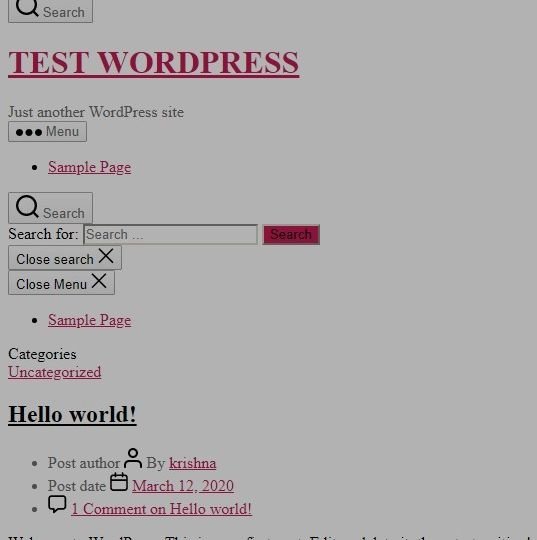 Search
TEST WORDPRESS
Just another WordPress site
Menu
Sample Page
Search
Search for: Search … Search
Close search
Close Menu
Sample Page
Categories
Uncategorized
Hello world!
Post author By krishna
Post date March 12, 2020
1 Comment on Hello world!